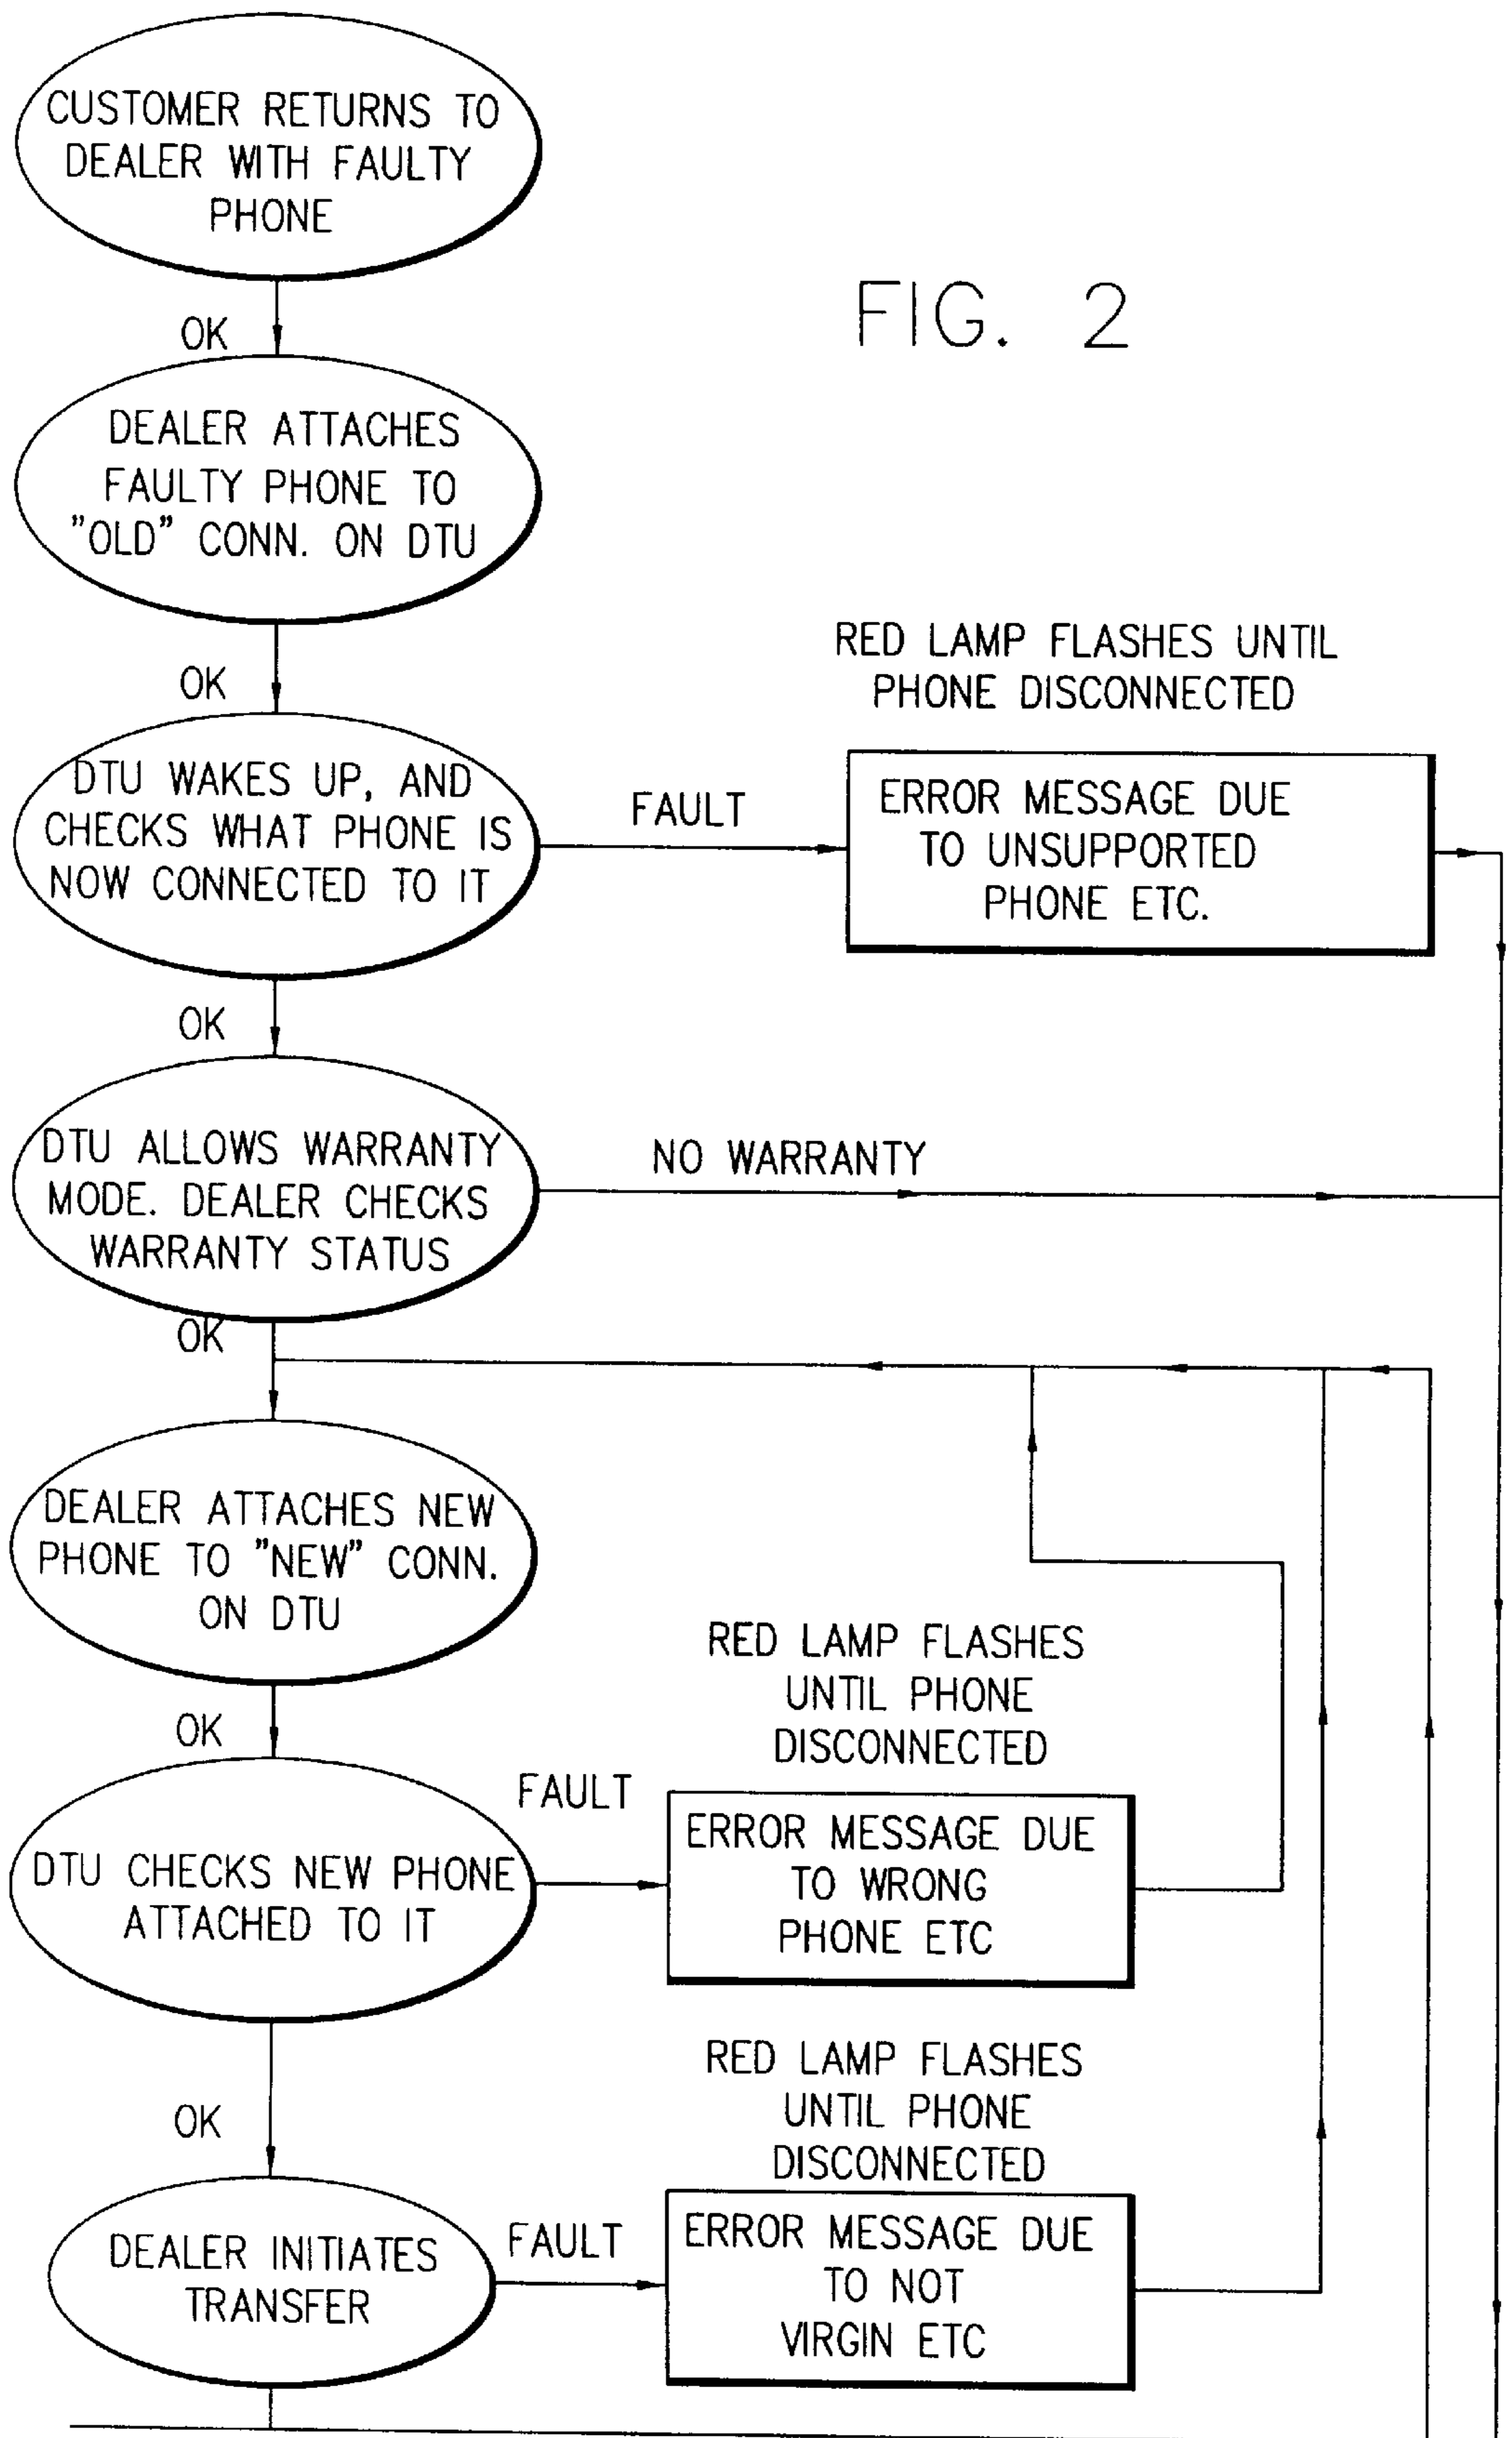 CUSTOMER RETURNS TO
DEALER WITH FAULTY
PHONE
FIG. 2
OK
DEALER ATTACHES
FAULTY PHONE TO
"OLD" CONN. ON DTU
OK
RED LAMP FLASHES UNTIL
PHONE DISCONNECTED
DTU WAKES UP, AND
CHECKS WHAT PHONE IS
NOW CONNECTED TO IT
FAULT
ERROR MESSAGE DUE
TO UNSUPPORTED
PHONE ETC.
OK
DTU ALLOWS WARRANTY
MODE. DEALER CHECKS
WARRANTY STATUS
NO WARRANTY
OK
DEALER ATTACHES NEW
PHONE TO "NEW" CONN.
ON DTU
OK
RED LAMP FLASHES
UNTIL PHONE
DISCONNECTED
DTU CHECKS NEW PHONE
ATTACHED TO IT
FAULT
ERROR MESSAGE DUE
TO WRONG
PHONE ETC
OK
RED LAMP FLASHES
UNTIL PHONE
DISCONNECTED
DEALER INITIATES
TRANSFER
FAULT
ERROR MESSAGE DUE
TO NOT
VIRGIN ETC